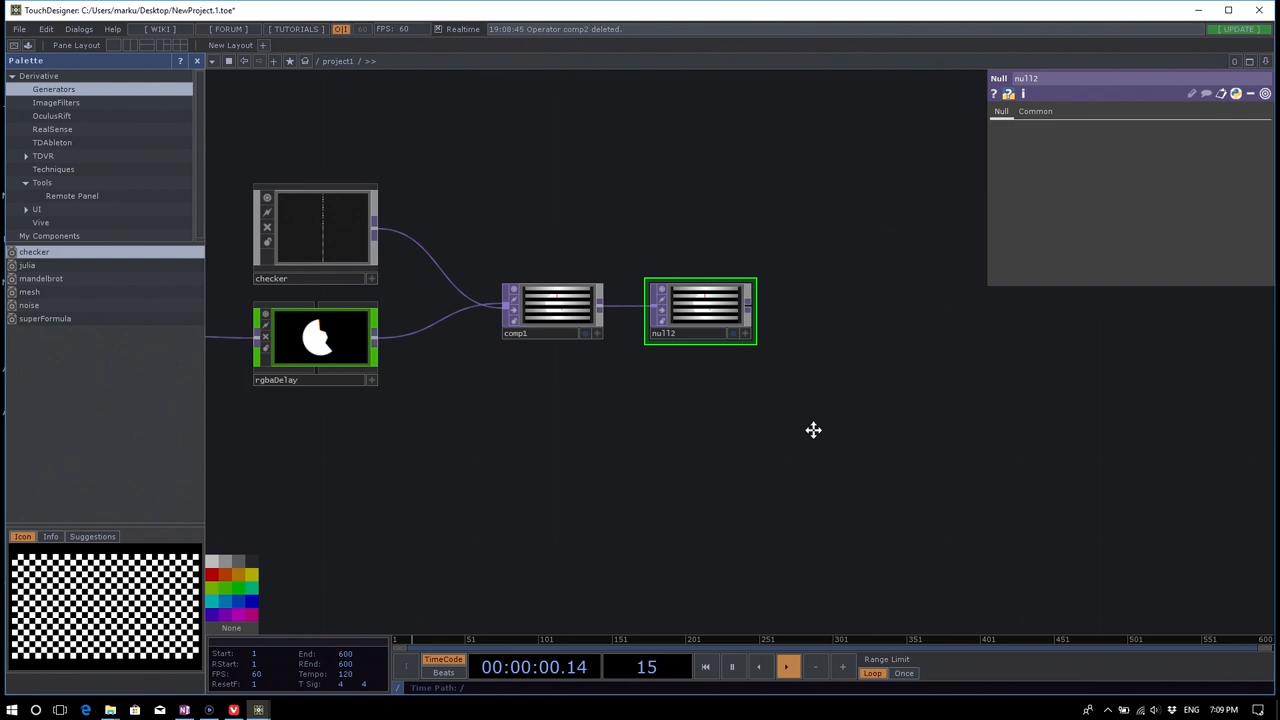 TouchDesigner: C:/Users/marku/Desktop/NewProject.1.toe*
File Edit Dialogs Help [ WIKI ] [ FORUM ] [ TUTORIALS ] O|I 60 FPS: 60 Realtime 19:00:45 Operator comp2 deleted. [ UPDATE ]
Pane Layout New Layout +
Palette ? x
/ project1 / >>
0
Null null2
Derivative
Generators
ImageFilters
OculusRift
RealSense
TDAbleton
TDVR
Techniques
Tools
Remote Panel
UI
Vive
My Components
checker
julia
mandelbrot
mesh
noise
superFormula
? i
Null Common
checker
comp1
null2
rgbaDelay
Icon Info Suggestions
None
1 51 101 151 201 251 301 351 401 451 501 551 600
Start: 1 End: 600
RStart: 1 REnd: 600
FPS: 60 Tempo: 120
ResetF: 1 T Sig: 4 4
TimeCode
Beats
00:00:00.14
15
Range Limit
Loop Once
/ Time Path: /
ENG 7:09 PM